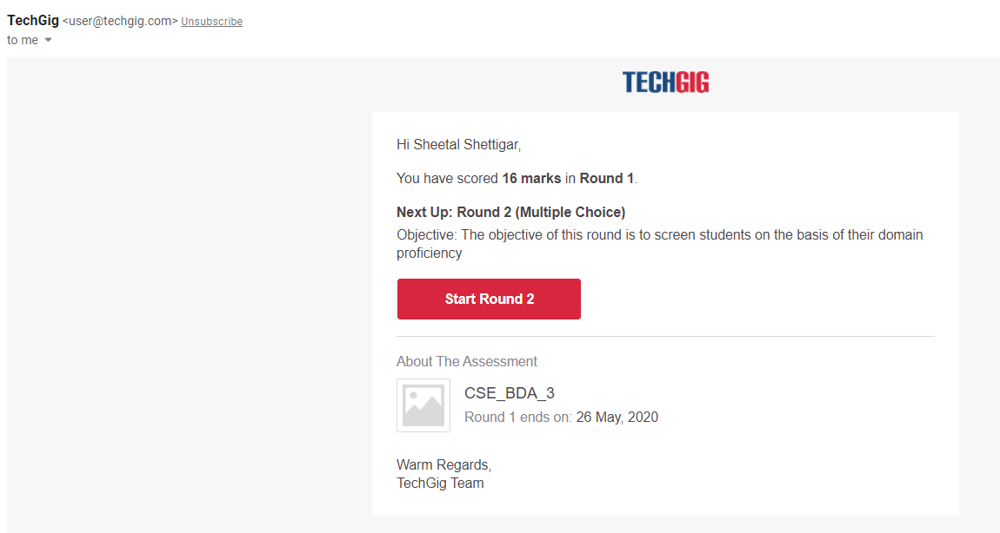 TechGig <user@techgig.com> Unsubscribe
to me
TECHGIG
Hi Sheetal Shettigar,
You have scored 16 marks in Round 1.
Next Up: Round 2 (Multiple Choice)
Objective: The objective of this round is to screen students on the basis of their domain
proficiency
Start Round 2
About The Assessment
CSE_BDA_3
Round 1 ends on: 26 May, 2020
Warm Regards,
TechGig Team